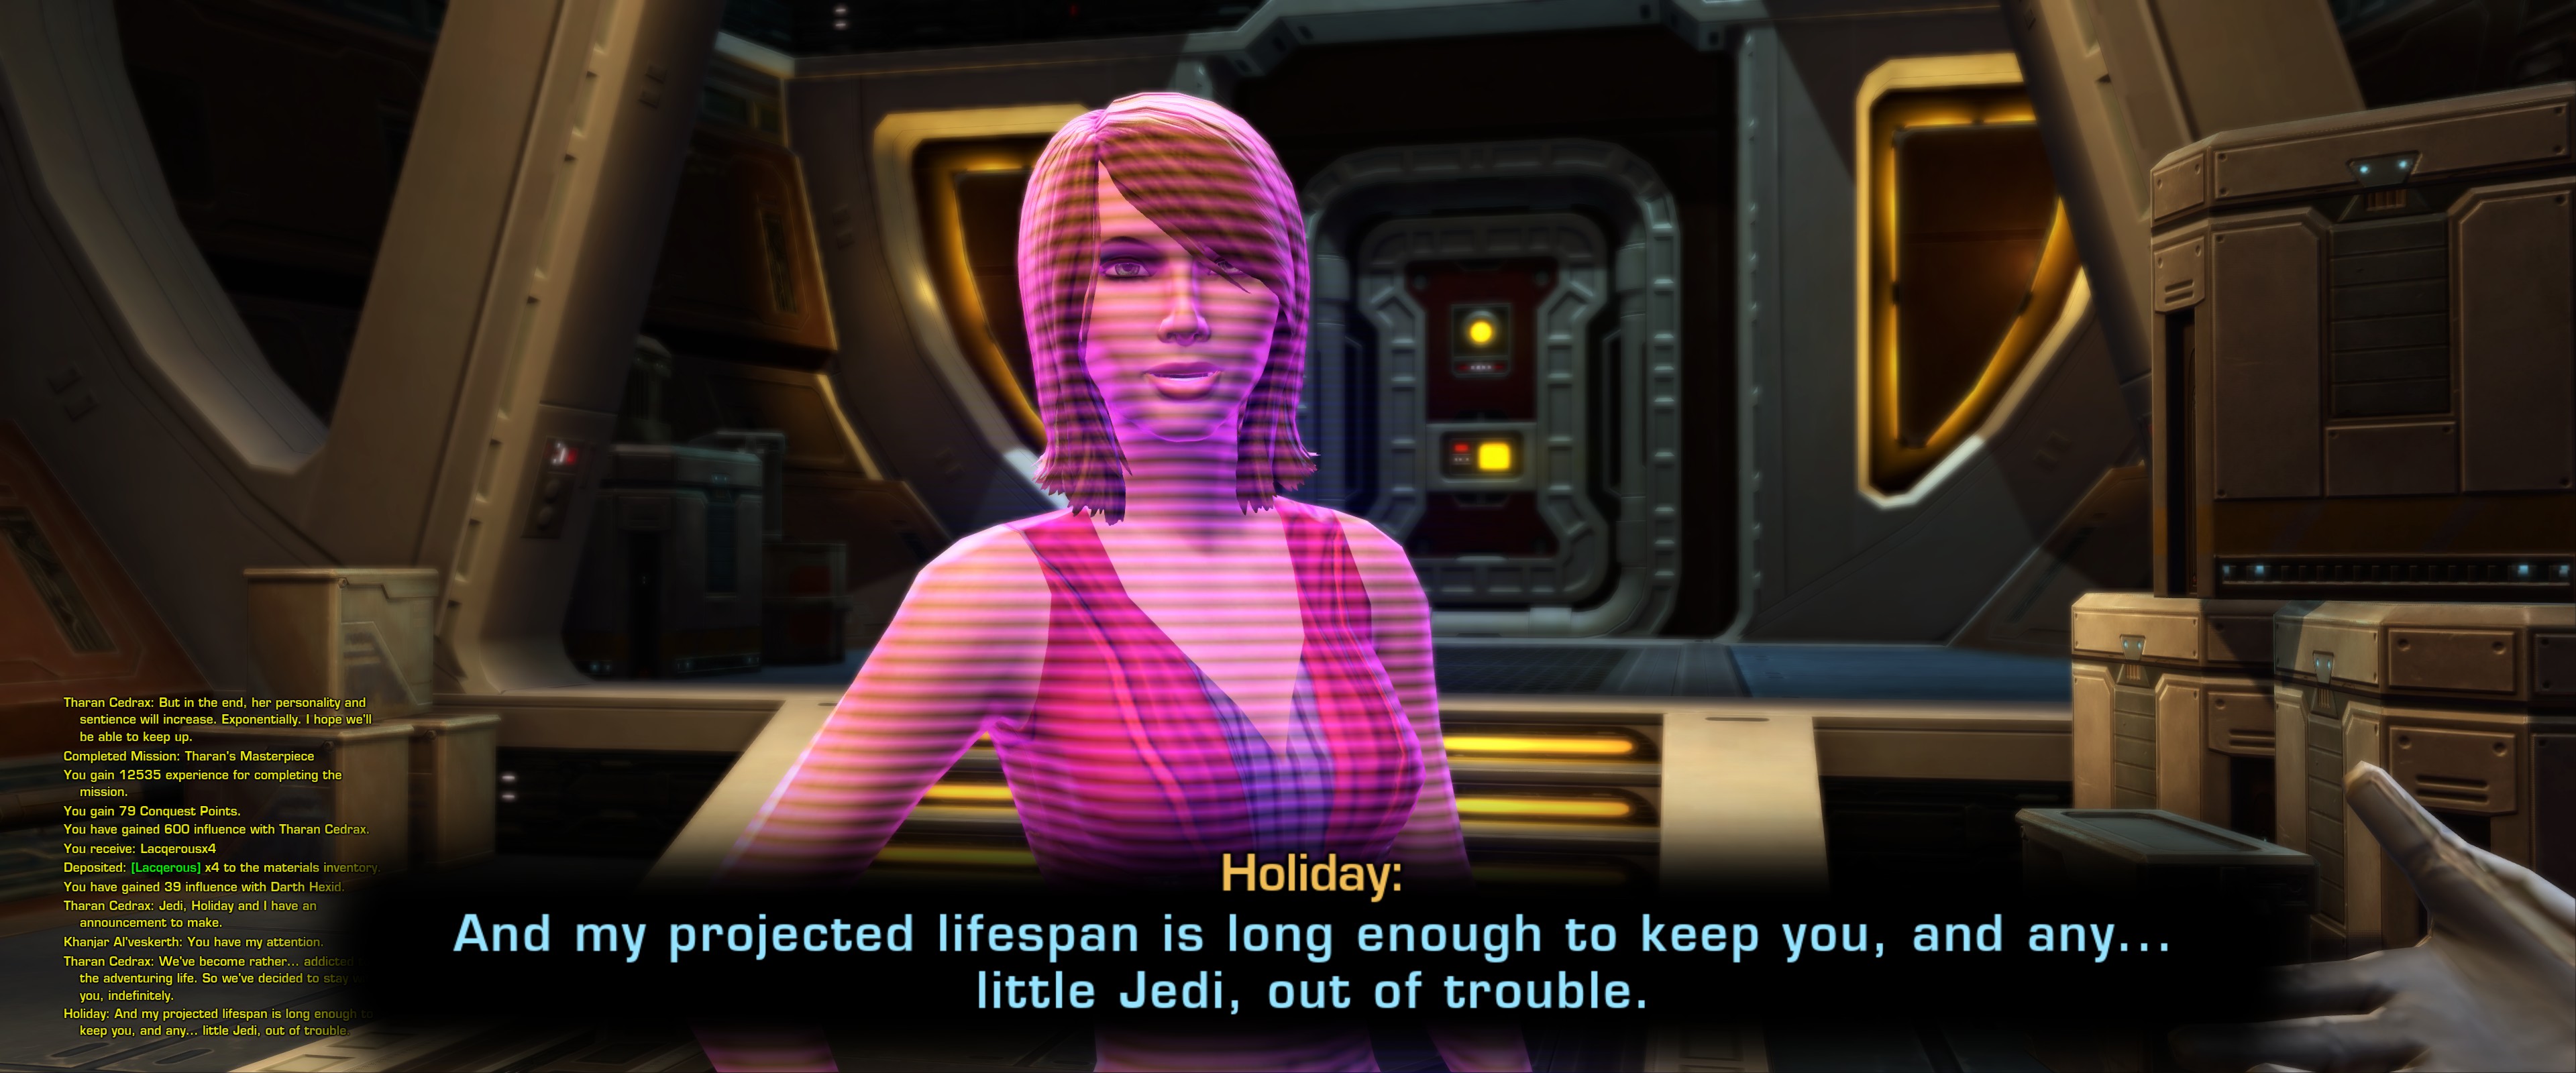 Tharan Cedrax: But in the end, her personality and
sentience will increase. Exponentially. I hope we'll
be able to keep up.
Completed Mission: Tharan's Masterpiece
You gain 12535 experience for completing the
mission.
You gain 79 Conquest Points.
You have gained 600 influence with Tharan Cedrax.
You receive: Lacqerousx4
Deposited: [Lacqerous] x4 to the materials inventory.
You have gained 39 influence with Darth Hexid.
Tharan Cedrax: Jedi, Holiday and I have an
announcement to make.
Khanjar Al'veskerth: You have my attention.
Tharan Cedrax: We've become rather... addicted
the adventuring life. So we've decided to stay
you, indefinitely.
Holiday: And my projected lifespan is long enough to
keep you, and any... little Jedi, out of trouble.
Holiday:
And my projected lifespan is long enough to keep you, and any...
little Jedi, out of trouble.